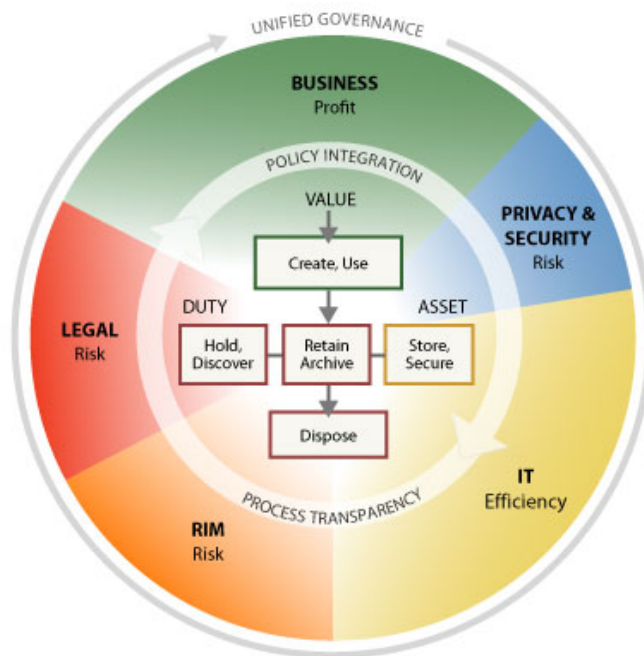 UNIFIED GOVERNANCE
BUSINESS
Profit
POLICY INTEGRATION
VALUE
PRIVACY &
SECURITY
Risk
Create, Use
DUTY
ASSET
LEGAL
Risk
Hold,
Discover
Retain
Archive
Store,
Secure
Dispose
IT
Efficiency
PROCESS TRANSPARENCY
RIM
Risk